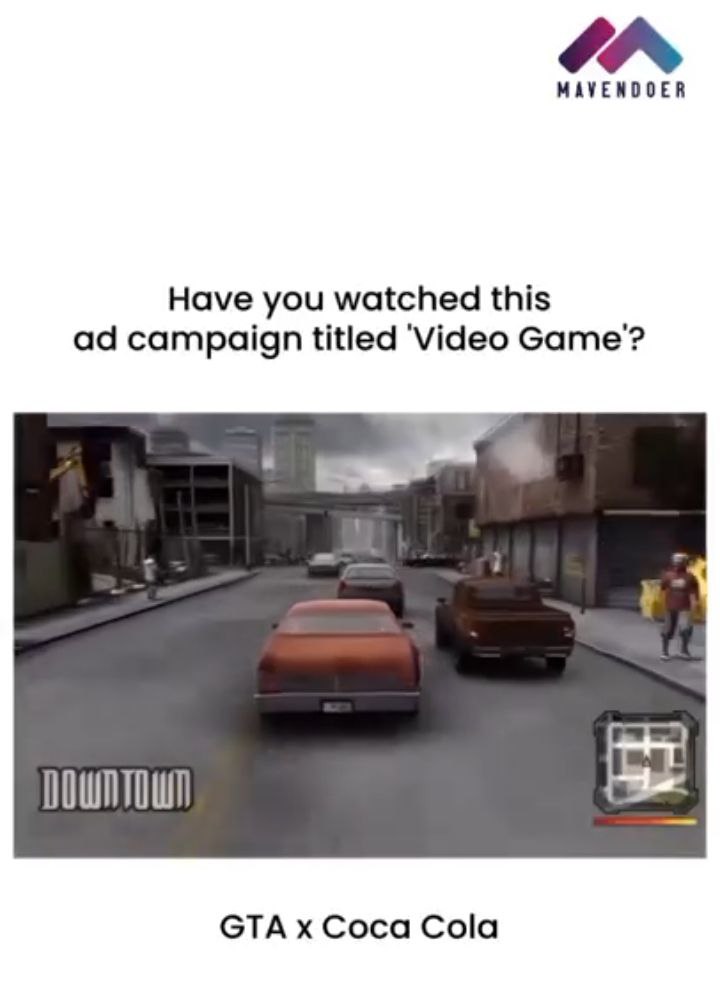 MAVENDOER
Have you watched this
ad campaign titled 'Video Game'?
DOWNTOWN
GTA x Coca Cola